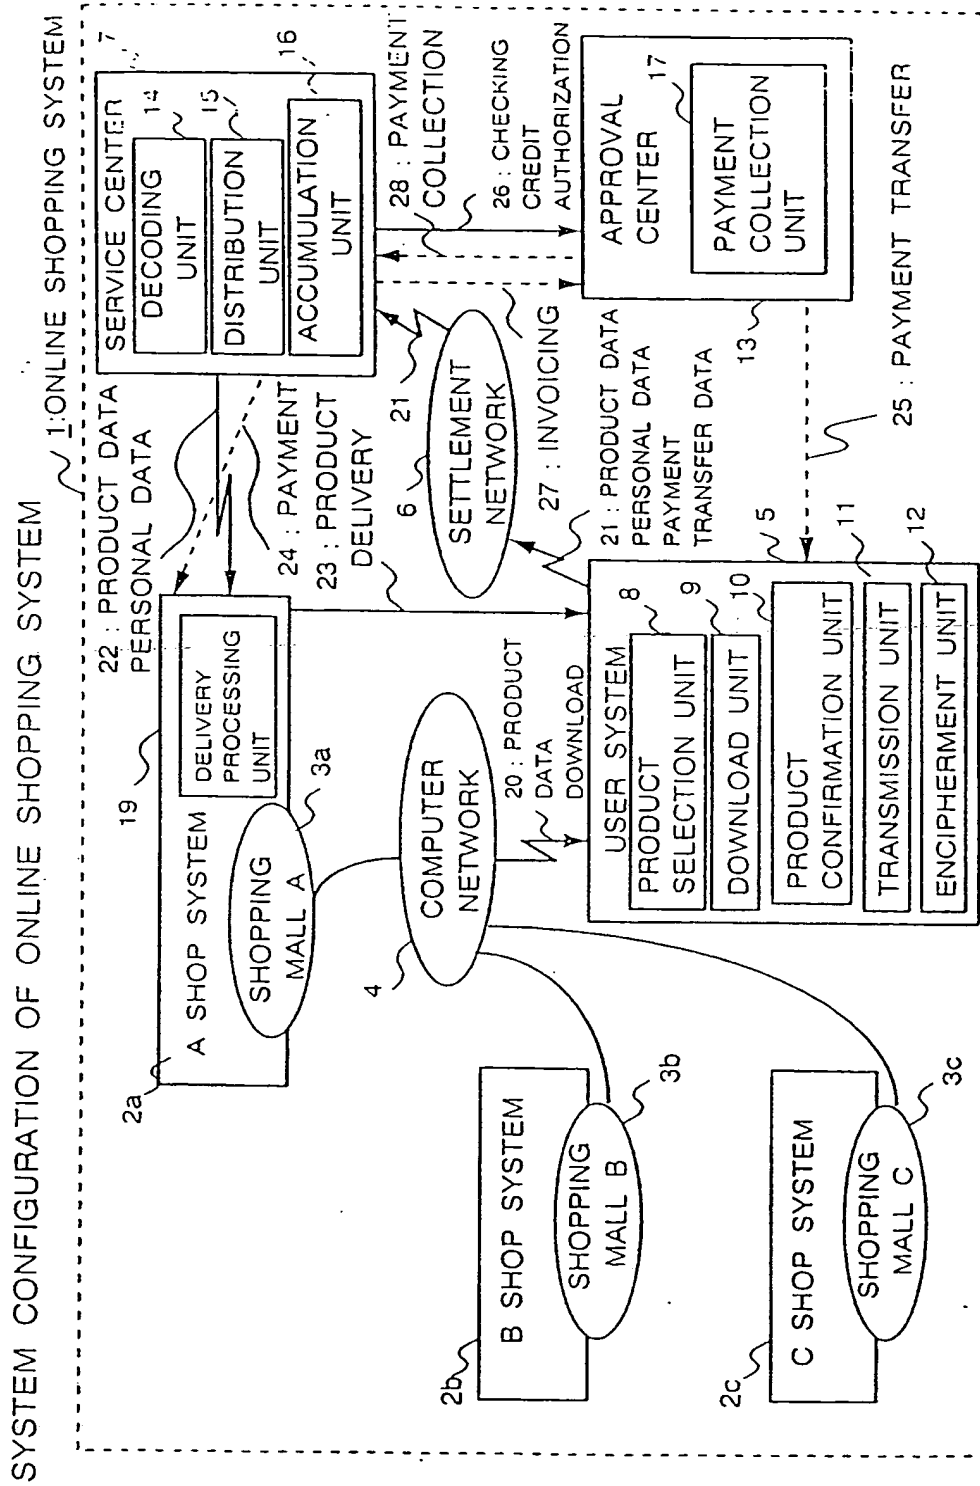 SYSTEM CONFIGURATION OF ONLINE SHOPPING SYSTEM
1:ONLINE SHOPPING SYSTEM
2a
A SHOP SYSTEM
19
DELIVERY
PROCESSING
UNIT
SHOPPING
MALL A
3a
22 : PRODUCT DATA
PERSONAL DATA
7
SERVICE CENTER
DECODING
UNIT
14
DISTRIBUTION
UNIT
15
ACCUMULATION
UNIT
16
24 : PAYMENT
23 : PRODUCT
DELIVERY
28 : PAYMENT
COLLECTION
26 : CHECKING
CREDIT
AUTHORIZATION
2b
B SHOP SYSTEM
SHOPPING
MALL B
3b
4
COMPUTER
NETWORK
6
SETTLEMENT
NETWORK
21
27 : INVOICING
20 : PRODUCT
DATA
DOWNLOAD
21 : PRODUCT DATA
PERSONAL DATA
PAYMENT
TRANSFER DATA
13
APPROVAL
CENTER
17
PAYMENT
COLLECTION
UNIT
2c
C SHOP SYSTEM
SHOPPING
MALL C
3c
USER SYSTEM
5
PRODUCT
SELECTION UNIT
8
DOWNLOAD UNIT
9
PRODUCT
CONFIRMATION UNIT
10
TRANSMISSION UNIT
11
ENCIPHERMENT UNIT
12
25 : PAYMENT TRANSFER